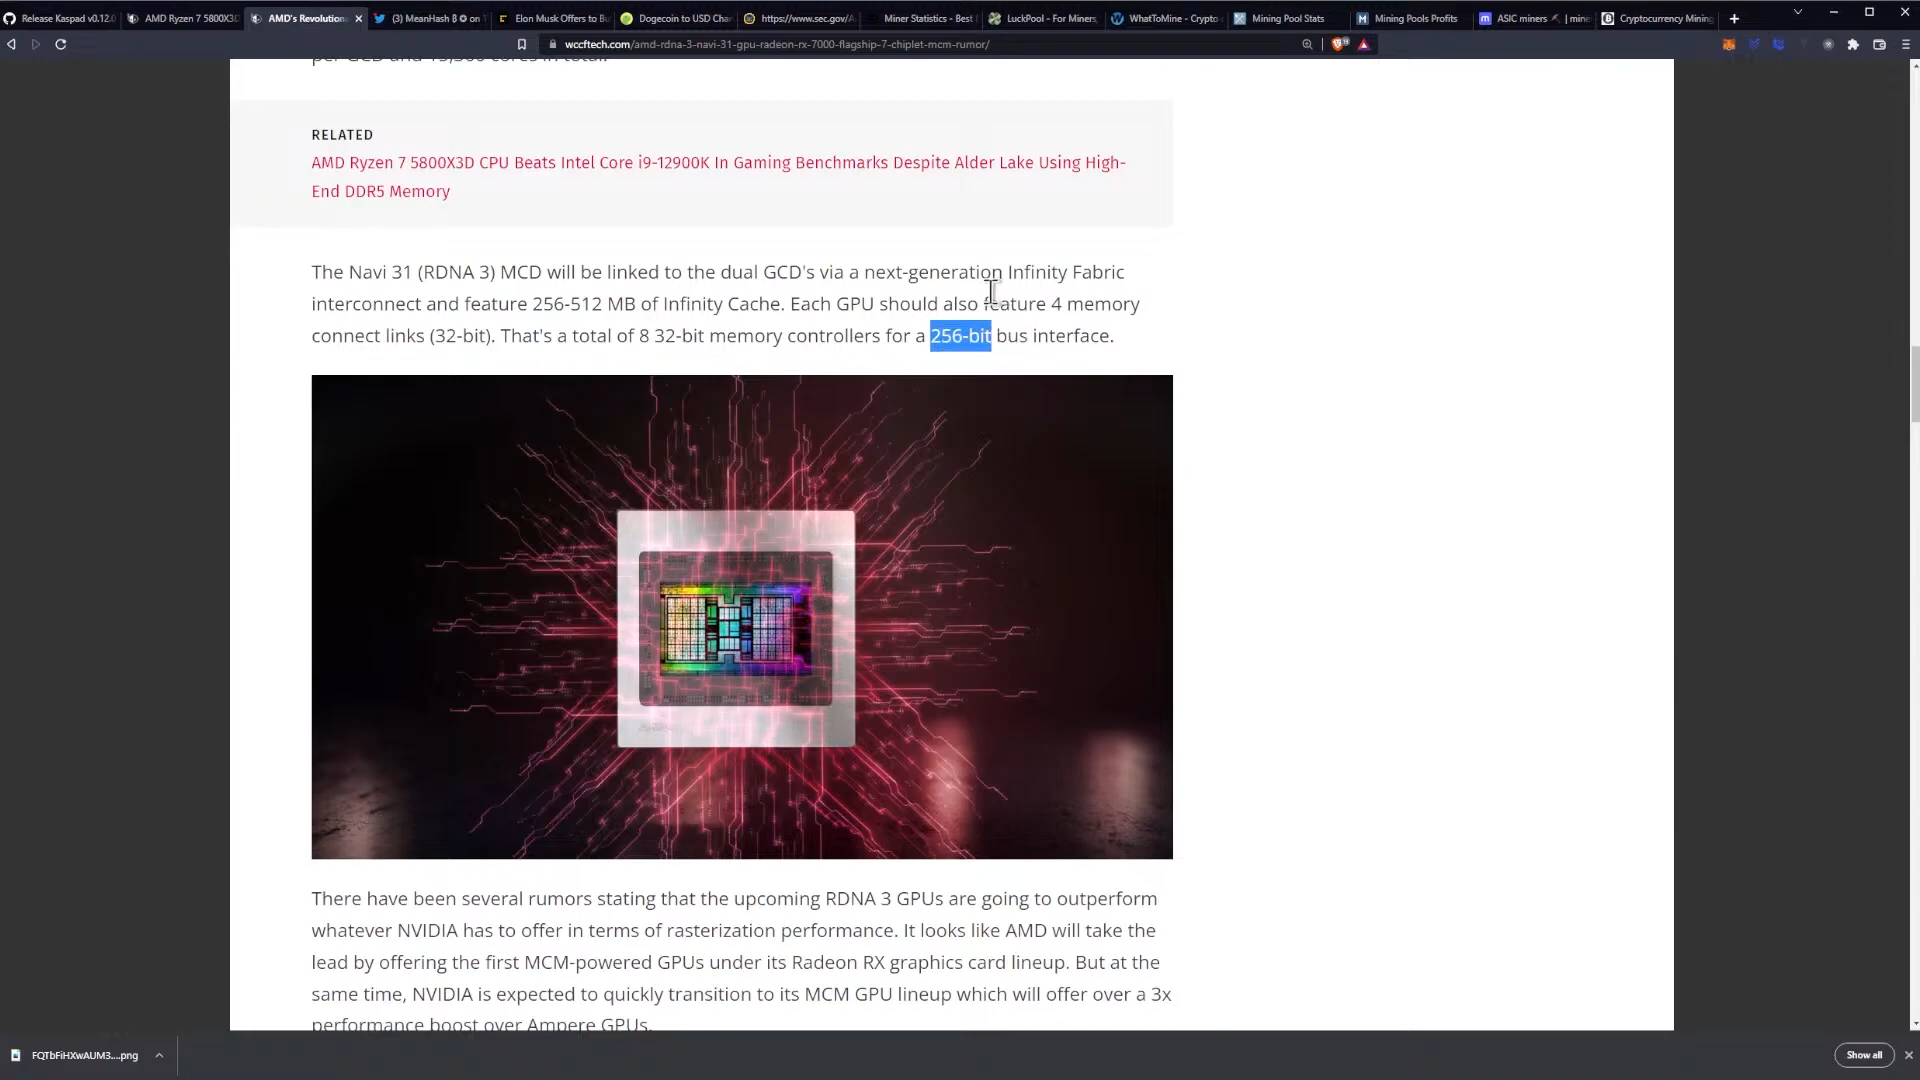 Release Kaspad v0.12.0
AMD Ryzen 7 5800X3D
AMD's Revolution
(3) MeanHash
on T
Elon Musk Offers to Bu
Dogecoin to USD Char
https://www.sec.gov/A
Miner Statistics - Best
LuckPool - For Miners,
WhatToMine - Crypto
Mining Pool Stats
Mining Pools Profits
ASIC miners
| mine
Cryptocurrency Mining
wccftech.com/amd-rdna-3-navi-31-gpu-radeon-rx-7000-flagship-7-chiplet-mcm-rumor/
per GCD and 15,360 cores in total.
RELATED
AMD Ryzen 7 5800X3D CPU Beats Intel Core i9-12900K In Gaming Benchmarks Despite Alder Lake Using High-
End DDR5 Memory
The Navi 31 (RDNA 3) MCD will be linked to the dual GCD's via a next-generation Infinity Fabric
interconnect and feature 256-512 MB of Infinity Cache. Each GPU should also feature 4 memory
connect links (32-bit). That's a total of 8 32-bit memory controllers for a 256-bit bus interface.
There have been several rumors stating that the upcoming RDNA 3 GPUs are going to outperform
whatever NVIDIA has to offer in terms of rasterization performance. It looks like AMD will take the
lead by offering the first MCM-powered GPUs under its Radeon RX graphics card lineup. But at the
same time, NVIDIA is expected to quickly transition to its MCM GPU lineup which will offer over a 3x
performance boost over Ampere GPUs.
FQTbFiHXwAUM3....png
Show all